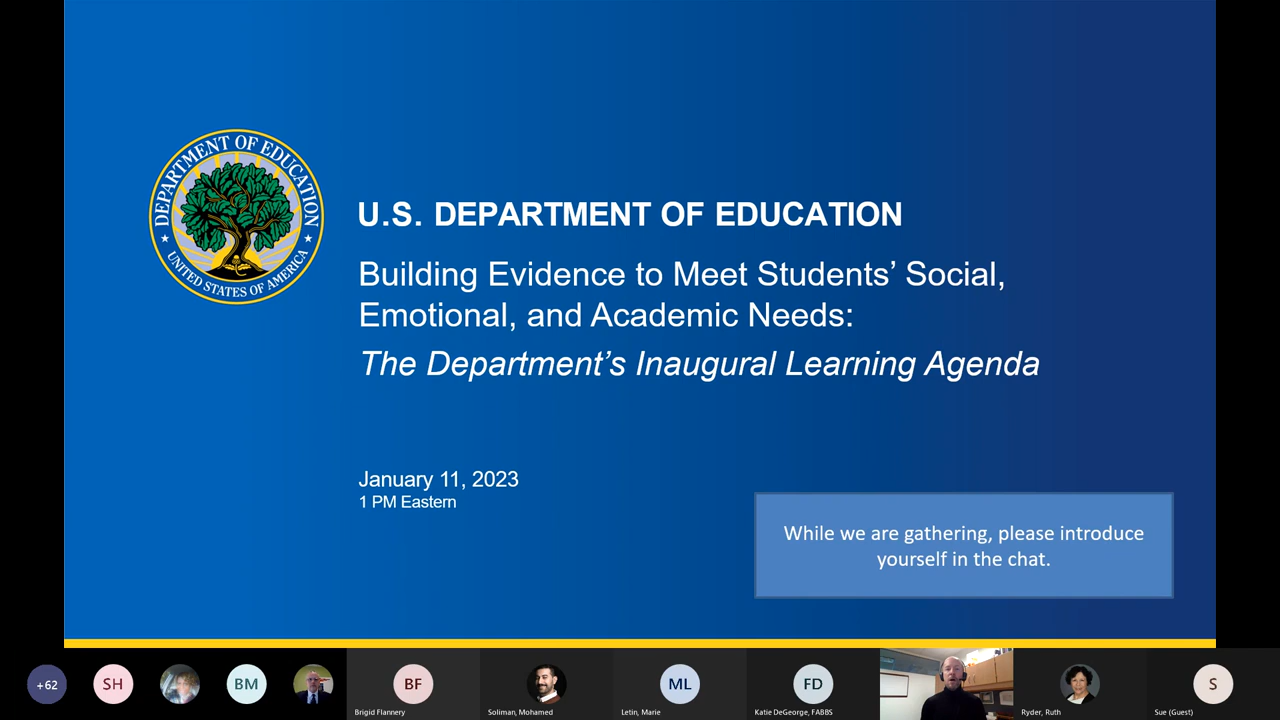 DEPARTMENT OF EDUCATION
UNITED STATES OF AMERICA
U.S. DEPARTMENT OF EDUCATION
Building Evidence to Meet Students’ Social,
Emotional, and Academic Needs:
The Department’s Inaugural Learning Agenda
January 11, 2023
1 PM Eastern
While we are gathering, please introduce
yourself in the chat.
+62
SH
BM
BF
Brigid Flannery
Soliman, Mohamed
ML
Letin, Marie
FD
Katie DeGeorge, FABBS
Ryder, Ruth
S
Sue (Guest)